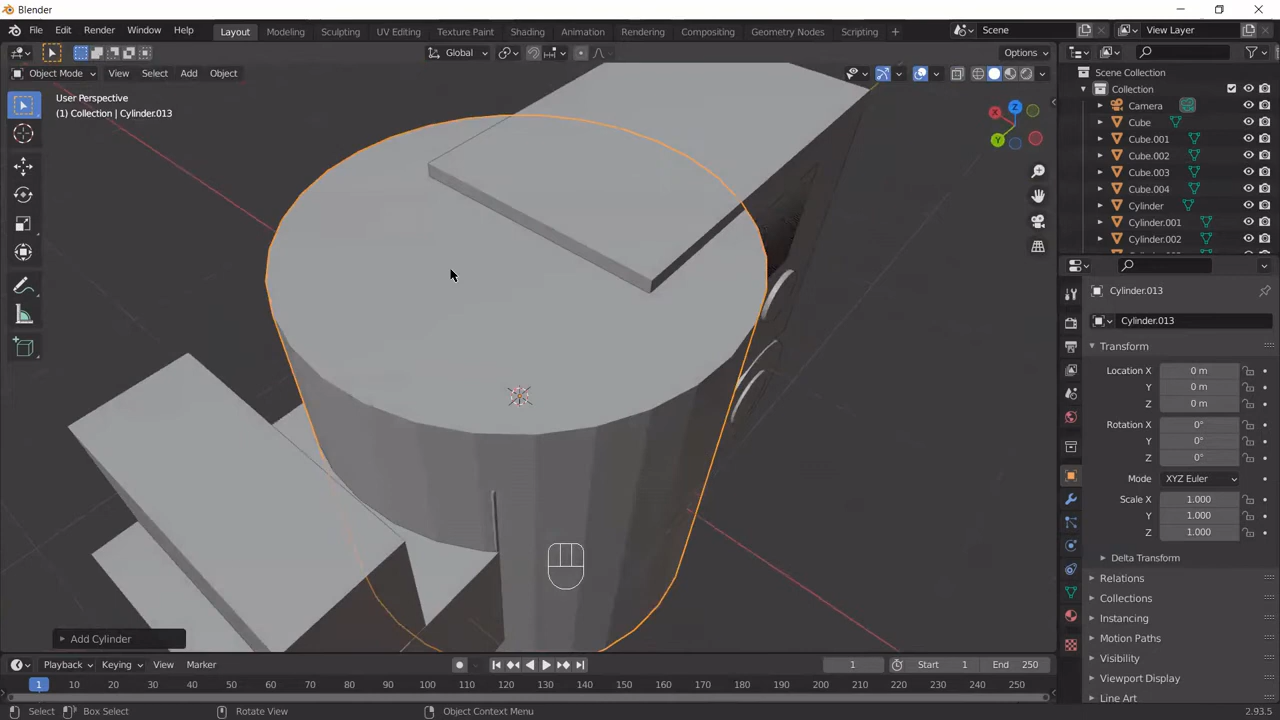 Blender
File Edit Render Window Help Layout Modeling Sculpting UV Editing Texture Paint Shading Animation Rendering Compositing Geometry Nodes Scripting + Scene View Layer
Global Options
Object Mode View Select Add Object
User Perspective
(1) Collection | Cylinder.013
X Y Z
Scene Collection
Collection
Camera
Cube
Cube.001
Cube.002
Cube.003
Cube.004
Cylinder
Cylinder.001
Cylinder.002
Cylinder.013
Cylinder.013
Transform
Location X 0 m
Y 0 m
Z 0 m
Rotation X 0°
Y 0°
Z 0°
Mode XYZ Euler
Scale X 1.000
Y 1.000
Z 1.000
Delta Transform
Relations
Collections
Instancing
Motion Paths
Visibility
Viewport Display
Line Art
Add Cylinder
Playback Keying View Marker 1 Start 1 End 250
1 10 20 30 40 50 60 70 80 90 100 110 120 130 140 150 160 170 180 190 200 210 220 230 240 250
Select Box Select Rotate View Object Context Menu 2.93.5